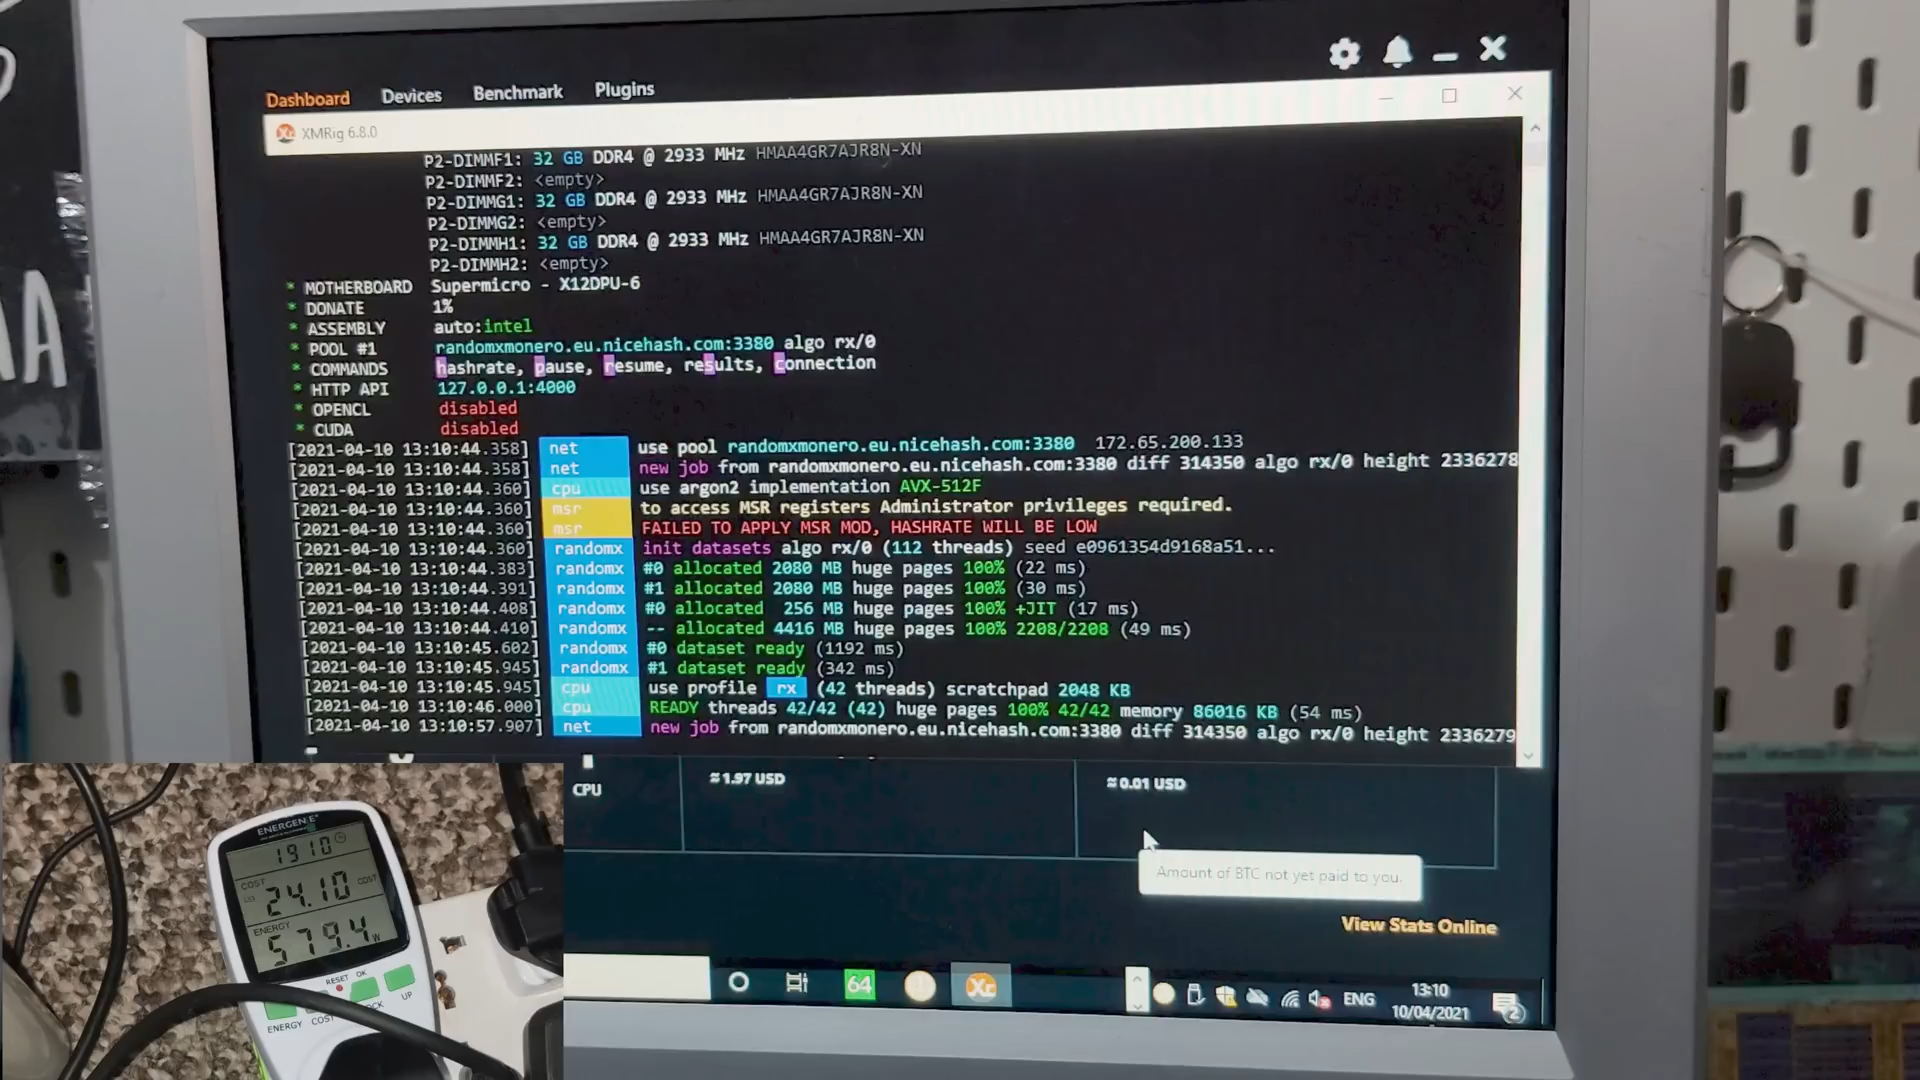 Dashboard Devices Benchmark Plugins
XMRig 6.8.0
P2-DIMMF1: 32 GB DDR4 @ 2933 MHz HMAA4GR7AJR8N-XN
P2-DIMMF2: <empty>
P2-DIMMG1: 32 GB DDR4 @ 2933 MHz HMAA4GR7AJR8N-XN
P2-DIMMG2: <empty>
P2-DIMMH1: 32 GB DDR4 @ 2933 MHz HMAA4GR7AJR8N-XN
P2-DIMMH2: <empty>
* MOTHERBOARD Supermicro - X12DPU-6
* DONATE 1%
* ASSEMBLY auto:intel
* POOL #1 randomxmonero.eu.nicehash.com:3380 algo rx/0
* COMMANDS hashrate, pause, resume, results, connection
* HTTP API 127.0.0.1:4000
* OPENCL disabled
* CUDA disabled
[2021-04-10 13:10:44.358] net use pool randomxmonero.eu.nicehash.com:3380 172.65.200.133
[2021-04-10 13:10:44.358] net new job from randomxmonero.eu.nicehash.com:3380 diff 314350 algo rx/0 height 2336278
[2021-04-10 13:10:44.360] cpu use argon2 implementation AVX-512F
[2021-04-10 13:10:44.360] msr to access MSR registers Administrator privileges required.
[2021-04-10 13:10:44.360] msr FAILED TO APPLY MSR MOD, HASHRATE WILL BE LOW
[2021-04-10 13:10:44.360] randomx init datasets algo rx/0 (112 threads) seed e0961354d9168a51...
[2021-04-10 13:10:44.383] randomx #0 allocated 2080 MB huge pages 100% (22 ms)
[2021-04-10 13:10:44.391] randomx #1 allocated 2080 MB huge pages 100% (30 ms)
[2021-04-10 13:10:44.408] randomx #0 allocated 256 MB huge pages 100% +JIT (17 ms)
[2021-04-10 13:10:44.410] randomx -- allocated 4416 MB huge pages 100% 2208/2208 (49 ms)
[2021-04-10 13:10:45.602] randomx #0 dataset ready (1192 ms)
[2021-04-10 13:10:45.945] randomx #1 dataset ready (342 ms)
[2021-04-10 13:10:45.945] cpu use profile rx (42 threads) scratchpad 2048 KB
[2021-04-10 13:10:46.000] cpu READY threads 42/42 (42) huge pages 100% 42/42 memory 86016 KB (54 ms)
[2021-04-10 13:10:57.907] net new job from randomxmonero.eu.nicehash.com:3380 diff 314350 algo rx/0 height 2336279
CPU ≈1.97 USD ≈0.01 USD
Amount of BTC not yet paid to you.
View Stats Online
64
ENG
13:10
10/04/2021
2
ENERGENIE
1910
COST
24.10 COST
ENERGY
579.4 W
RESET OK
UP
ENERGY COST